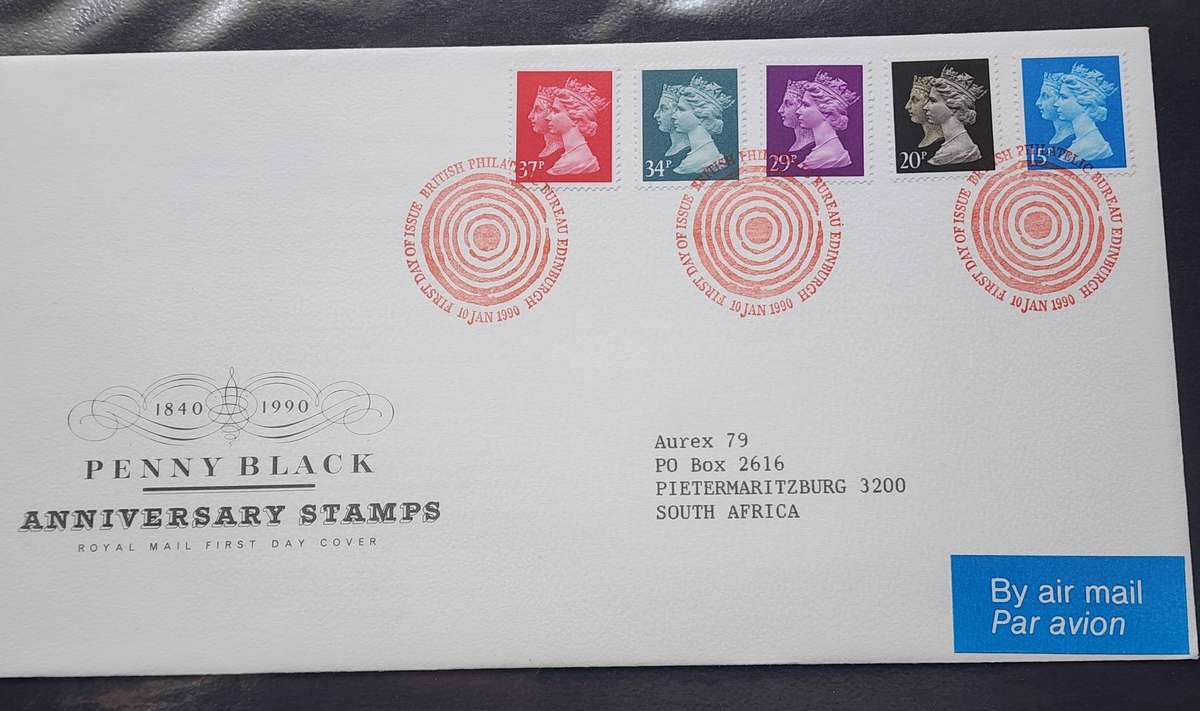 37P 34P 29P 20P 15P
FIRST DAY OF ISSUE BRITISH PHILATELIC BUREAU EDINBURGH
10 JAN 1990
FIRST DAY OF ISSUE BRITISH PHILATELIC BUREAU EDINBURGH
10 JAN 1990
FIRST DAY OF ISSUE BRITISH PHILATELIC BUREAU EDINBURGH
10 JAN 1990
1840 1990
PENNY BLACK
ANNIVERSARY STAMPS
ROYAL MAIL FIRST DAY COVER
Aurex 79
PO Box 2616
PIETERMARITZBURG 3200
SOUTH AFRICA
By air mail
Par avion